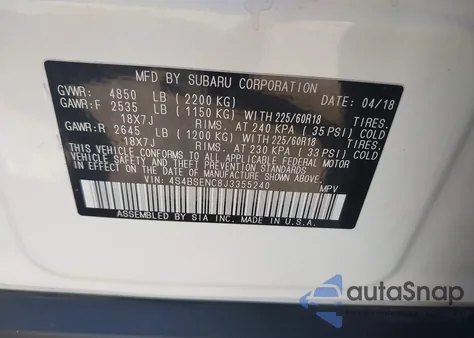 MFD BY SUBARU CORPORATION
GVWR: 4850 LB (2200 KG) DATE: 04/18
GAWR:F 2535 LB (1150 KG) WITH 225/60R18 TIRES.
18X7J RIMS. AT 240 KPA (35 PSI) COLD
GAWR:R 2645 LB (1200 KG) WITH 225/60R18 TIRES.
18X7J RIMS. AT 230 KPA (33 PSI) COLD
THIS VEHICLE CONFORMS TO ALL APPLICABLE FEDERAL MOTOR
VEHICLE SAFETY AND THEFT PREVENTION STANDARDS IN
EFFECT ON THE DATE OF MANUFACTURE SHOWN ABOVE.
VIN: 4S4BSENC8J3355240 MPV
ASSEMBLED BY SIA INC. MADE IN U.S.A.
autoSnap